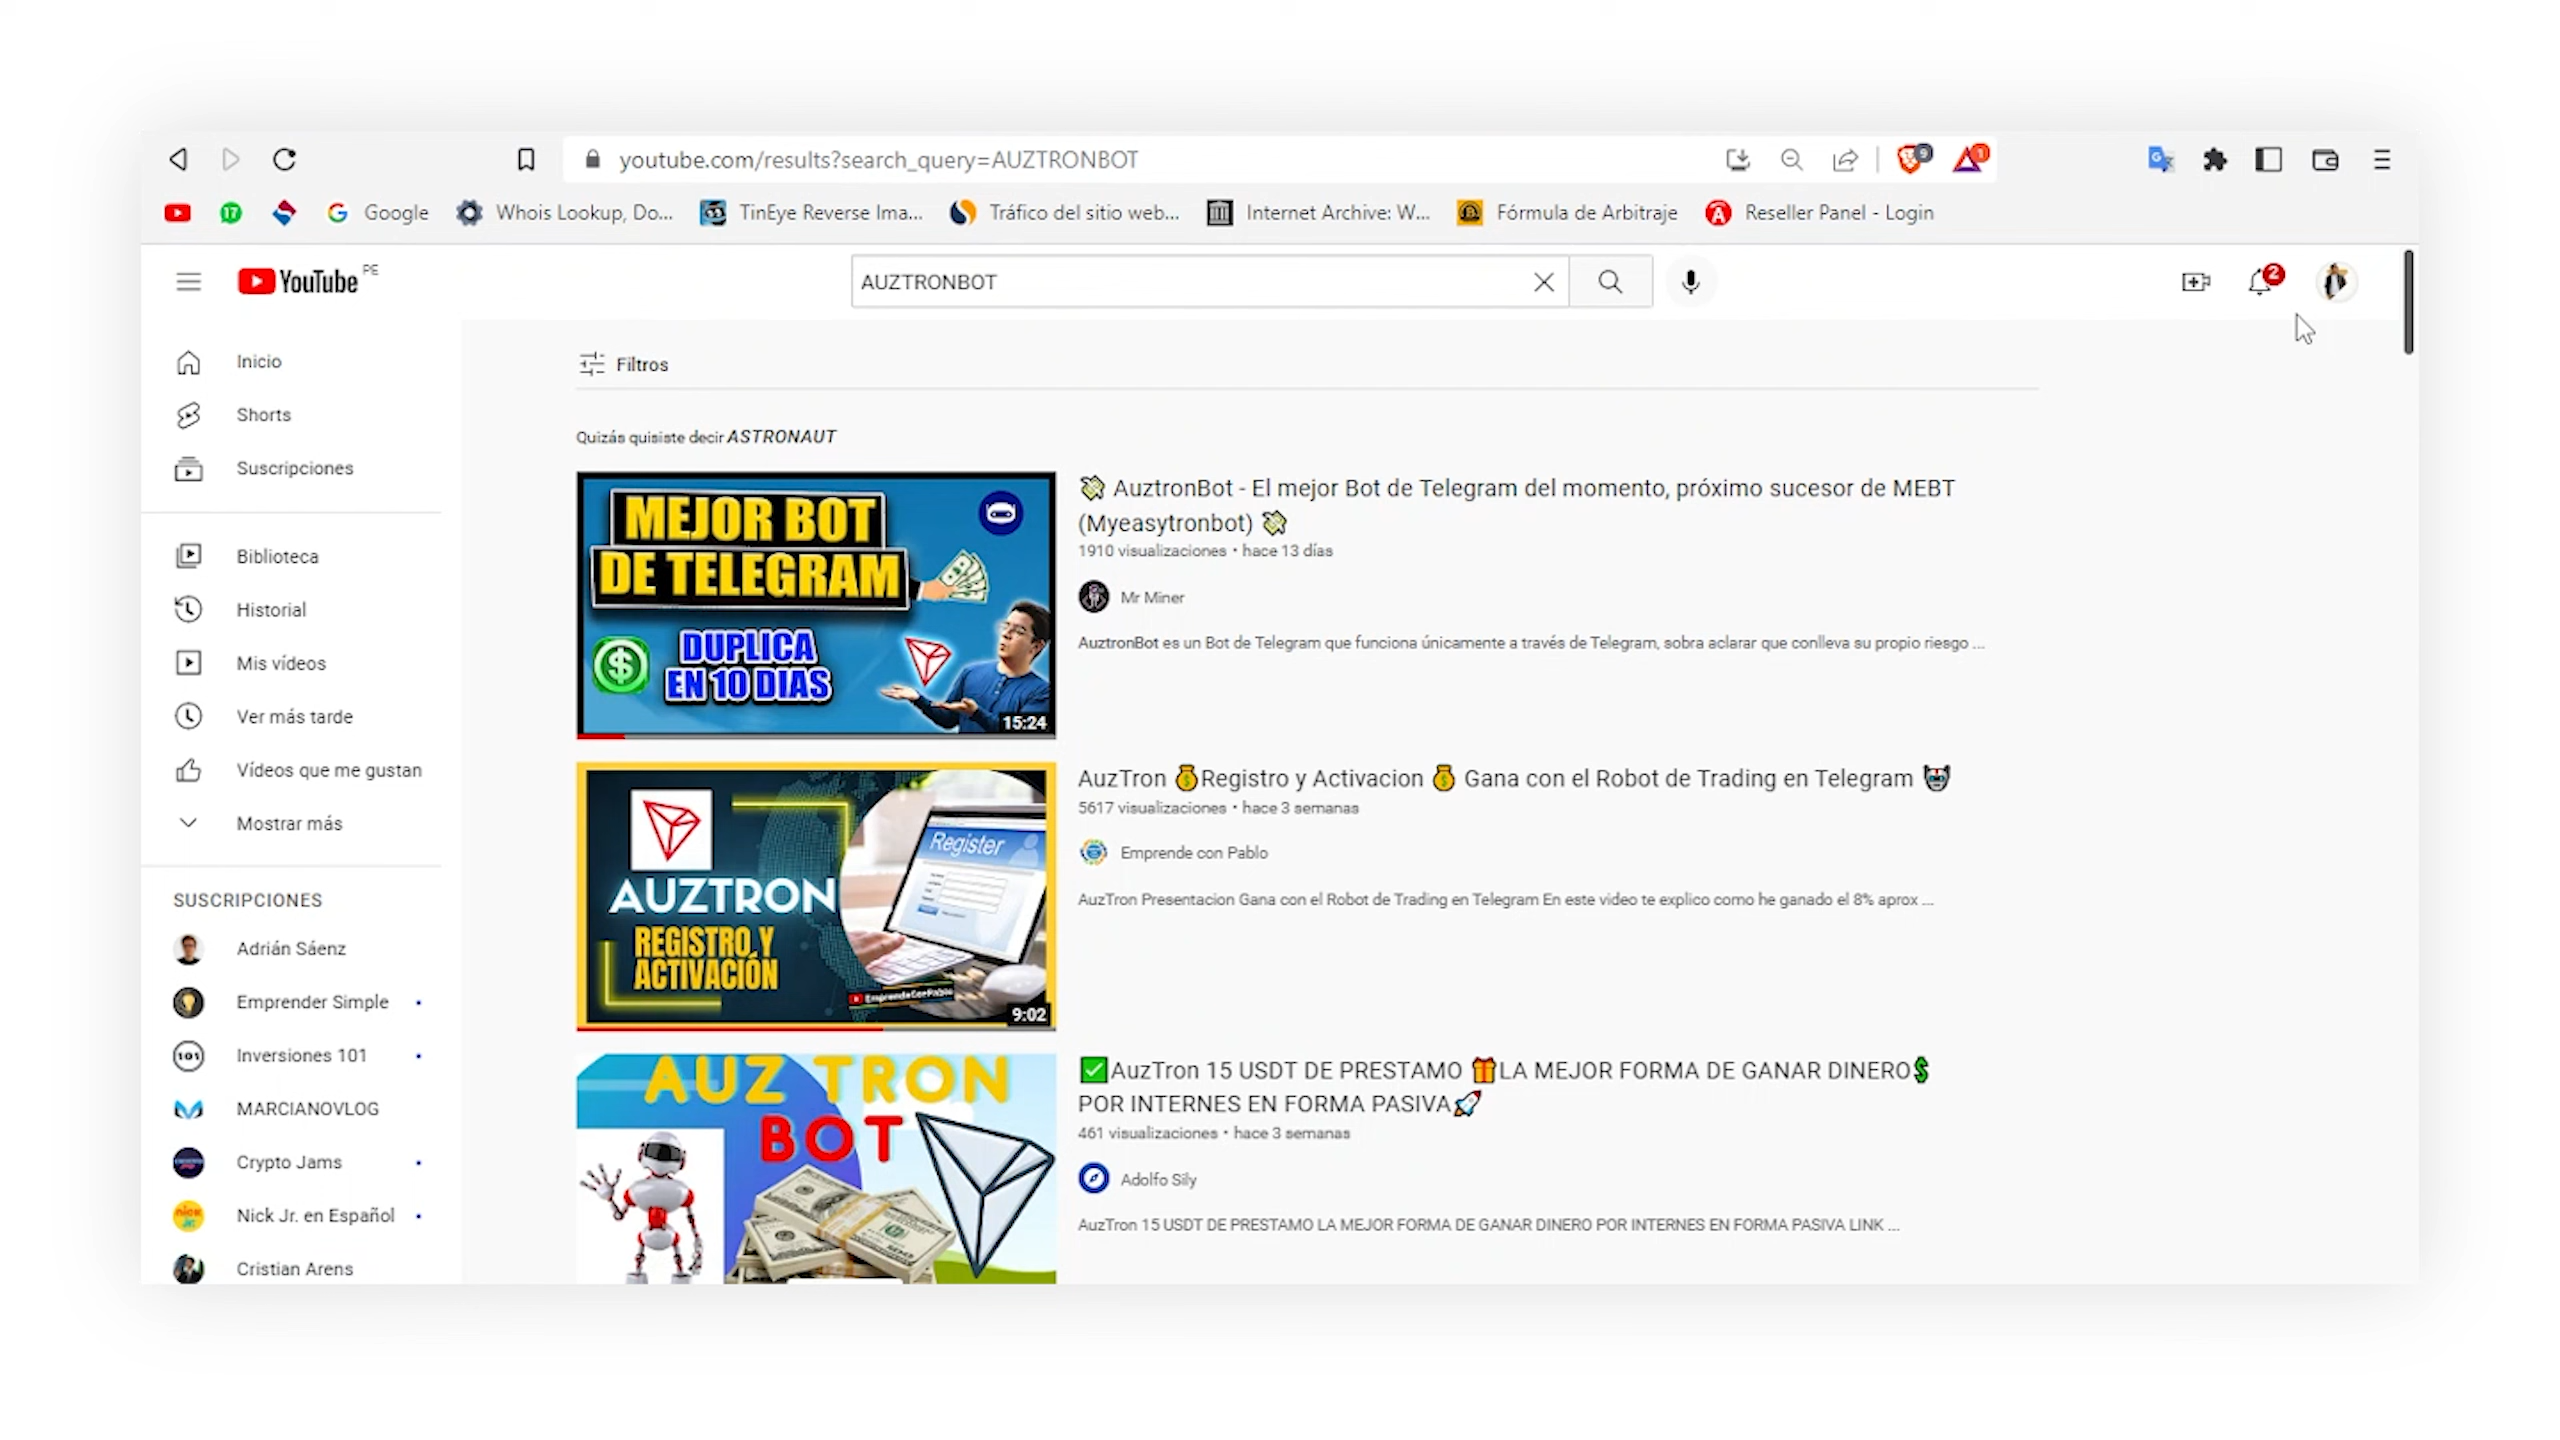 youtube.com/results?search_query=AUZTRONBOT
9
1
17
Google
Whois Lookup, Do...
TinEye Reverse Ima...
Tráfico del sitio web...
Internet Archive: W...
Fórmula de Arbitraje
Reseller Panel - Login
YouTube PE
AUZTRONBOT
2
Inicio
Shorts
Suscripciones
Biblioteca
Historial
Mis vídeos
Ver más tarde
Vídeos que me gustan
Mostrar más
SUSCRIPCIONES
Adrián Sáenz
Emprender Simple
Inversiones 101
MARCIANOVLOG
Crypto Jams
Nick Jr. en Español
Cristian Arens
Filtros
Quizás quisiste decir ASTRONAUT
MEJOR BOT
DE TELEGRAM
DUPLICA
EN 10 DIAS
15:24
AuztronBot - El mejor Bot de Telegram del momento, próximo sucesor de MEBT
(Myeasytronbot)
1910 visualizaciones • hace 13 días
Mr Miner
AuztronBot es un Bot de Telegram que funciona únicamente a través de Telegram, sobra aclarar que conlleva su propio riesgo ...
Register
AUZTRON
REGISTRO Y
ACTIVACIÓN
EmprendeConPablo
9:02
AuzTron 💰Registro y Activacion 💰 Gana con el Robot de Trading en Telegram
5617 visualizaciones • hace 3 semanas
Emprende con Pablo
AuzTron Presentacion Gana con el Robot de Trading en Telegram En este video te explico como he ganado el 8% aprox ...
AUZ TRON
BOT
✅AuzTron 15 USDT DE PRESTAMO 🎁LA MEJOR FORMA DE GANAR DINERO💲
POR INTERNES EN FORMA PASIVA🚀
461 visualizaciones • hace 3 semanas
Adolfo Sily
AuzTron 15 USDT DE PRESTAMO LA MEJOR FORMA DE GANAR DINERO POR INTERNES EN FORMA PASIVA LINK ...